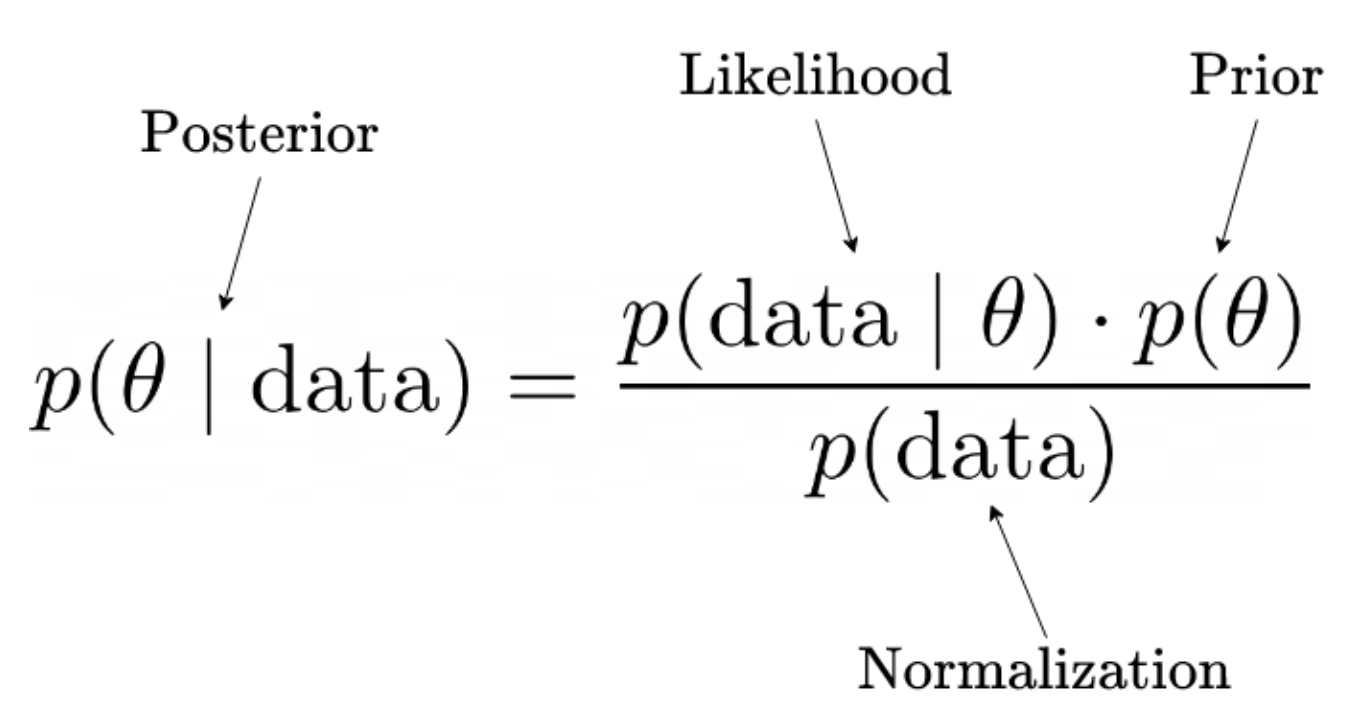 Likelihood Prior
Posterior
p(θ | data) = p(data | θ) · p(θ)
p(data)
Normalization